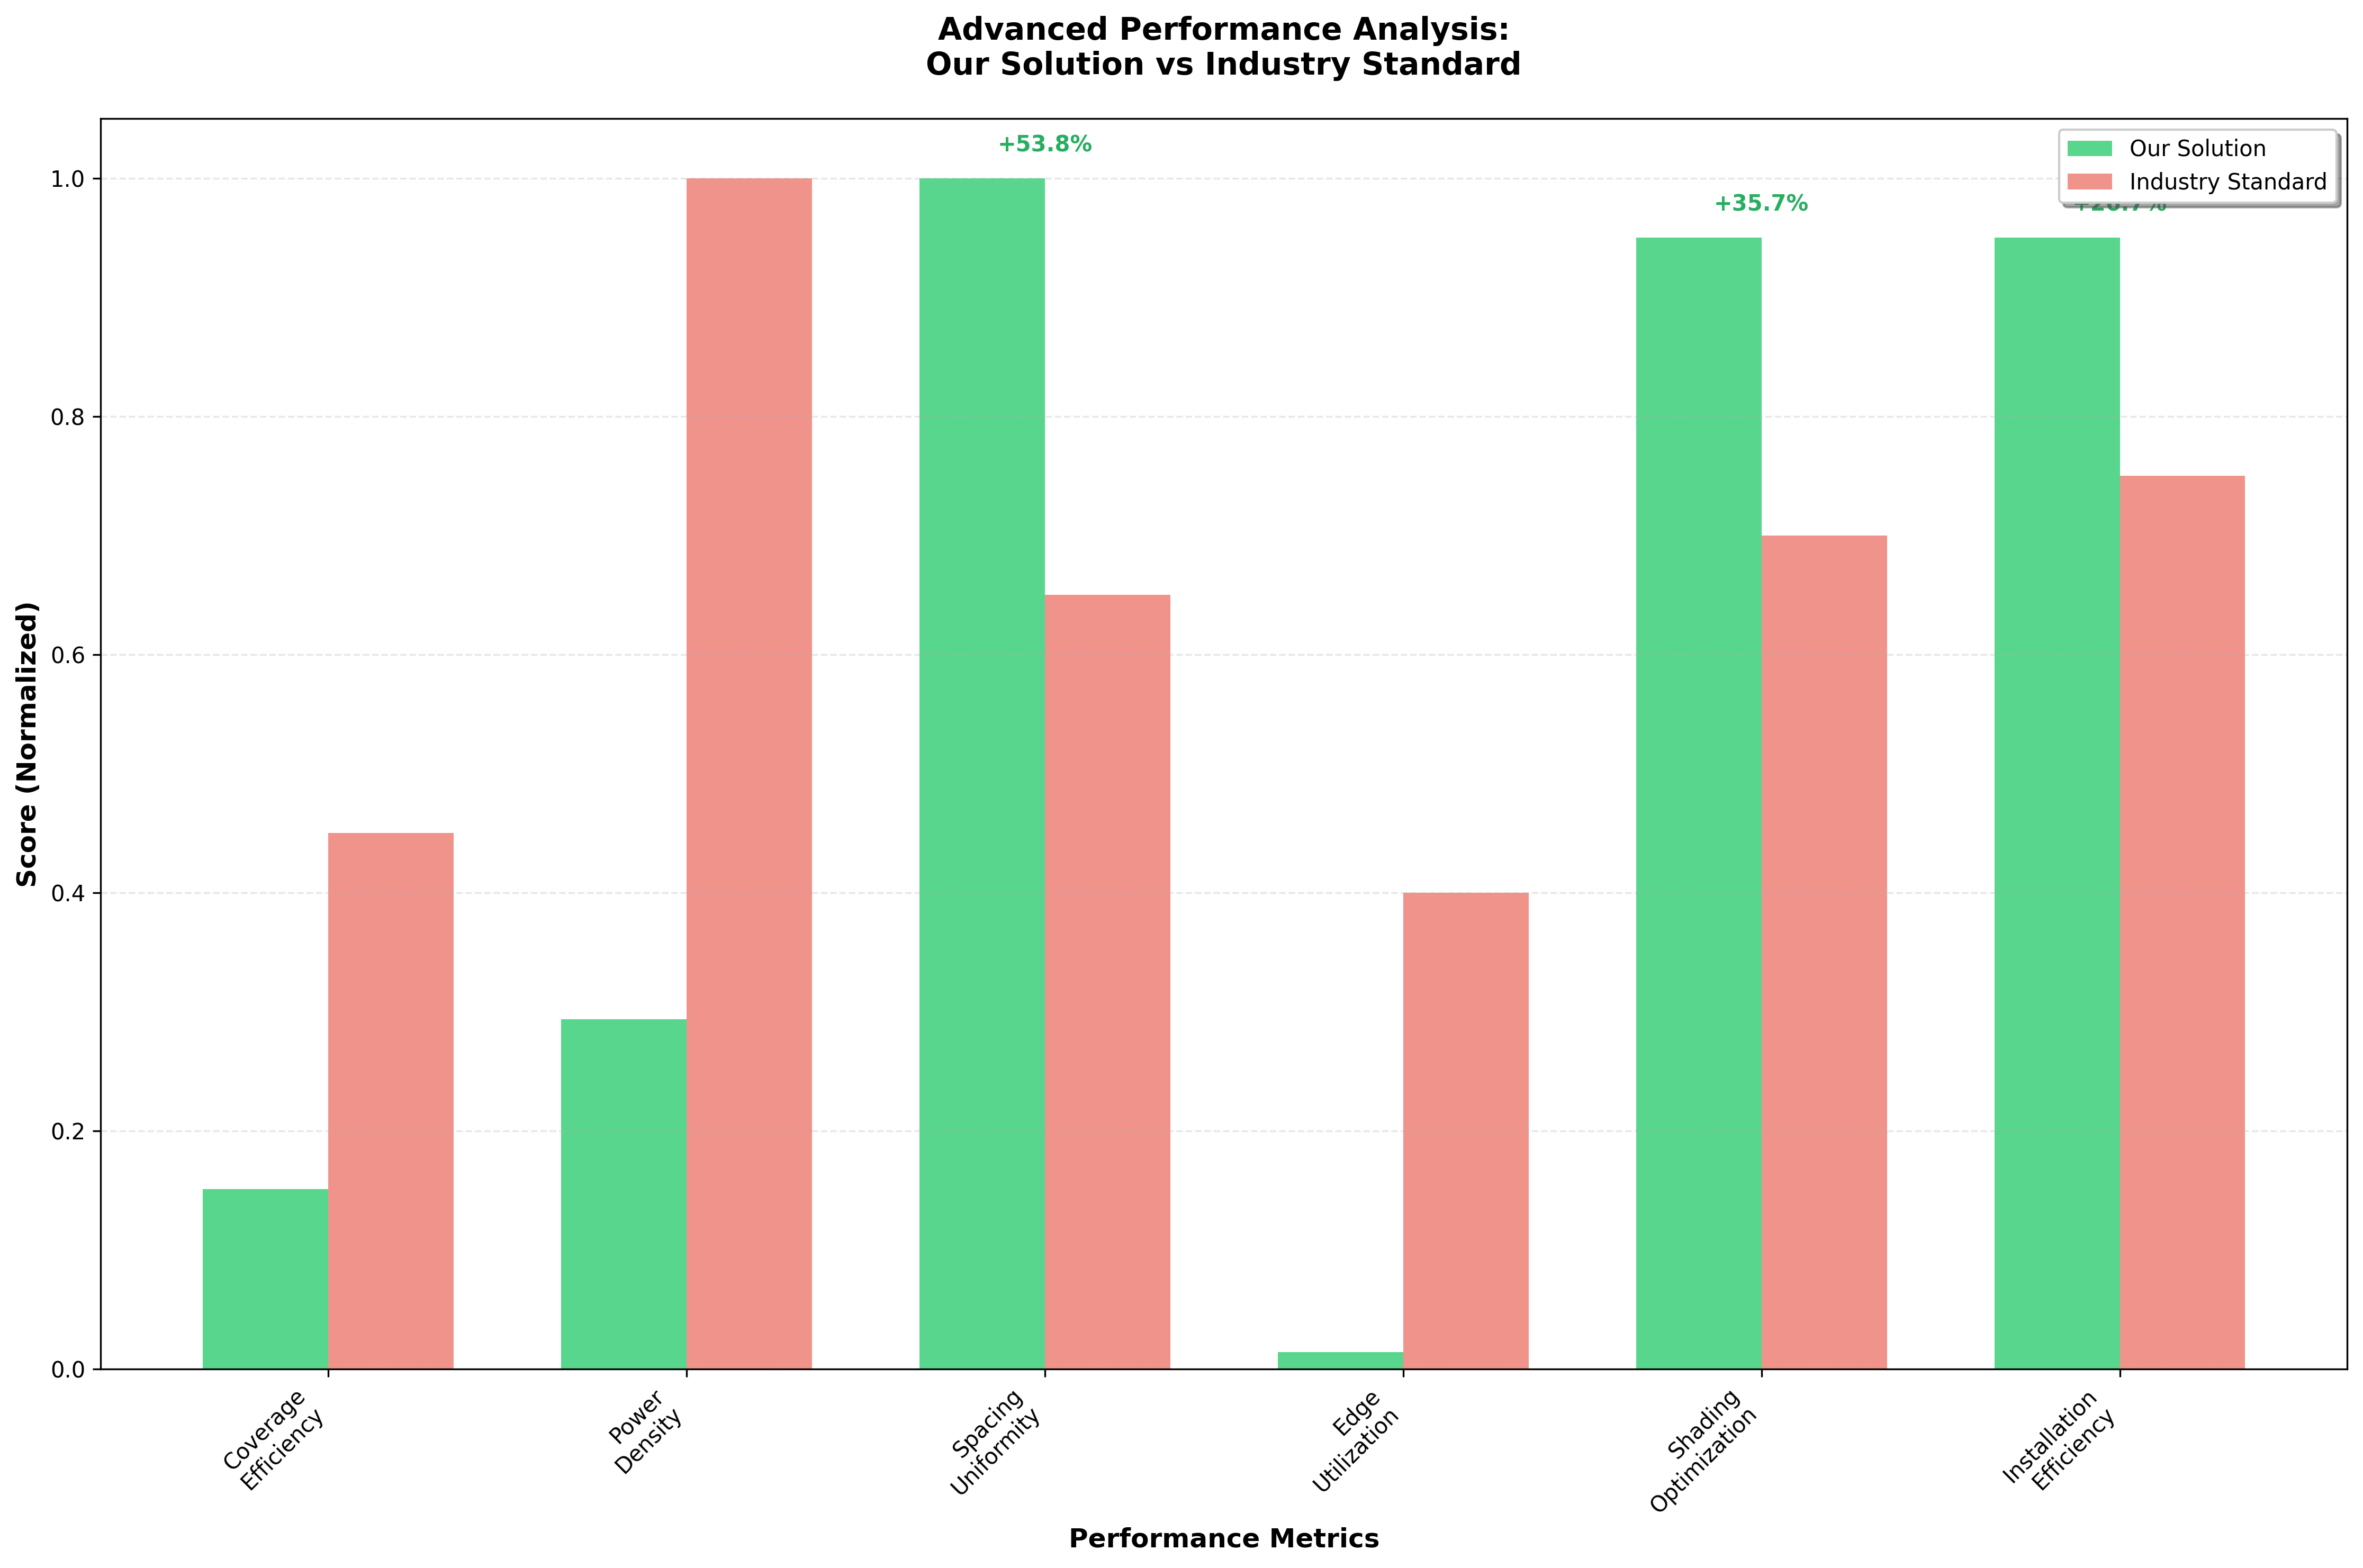 Advanced Performance Analysis:
Our Solution vs Industry Standard
+53.8%
+35.7%
Our Solution
Industry Standard
Score (Normalized)
1.0
0.8
0.6
0.4
0.2
0.0
Coverage
Efficiency
Power
Density
Spacing
Uniformity
Edge
Utilization
Shading
Optimization
Installation
Efficiency
Performance Metrics